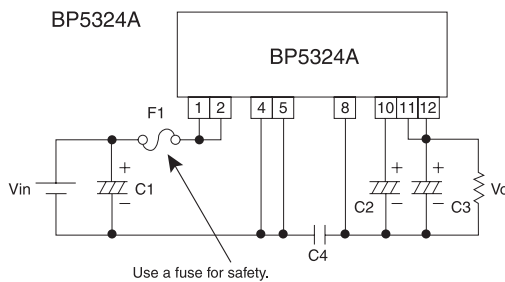 BP5324A
BP5324A
1 2 4 5 8 10 11 12
F1
+ + +
Vin C1 C2 C3 Vo
− − −
C4
Use a fuse for safety.